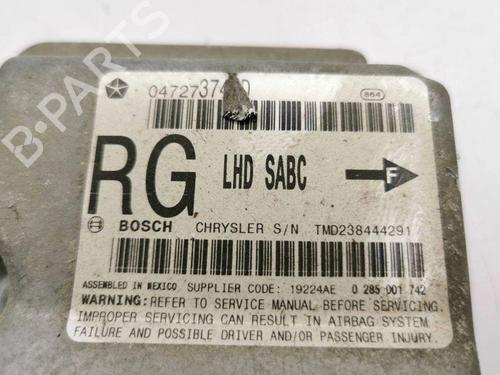 864
RG LHD SABC F
BOSCH CHRYSLER S/N TMD238444291
ASSEMBLED IN MEXICO SUPPLIER CODE: 19224AE 0 285 001 742
WARNING: REFER TO SERVICE MANUAL BEFORE SERVICING.
IMPROPER SERVICING CAN RESULT IN AIRBAG SYSTEM
FAILURE AND POSSIBLE DRIVER AND/OR PASSENGER INJURY.
B-PARTS